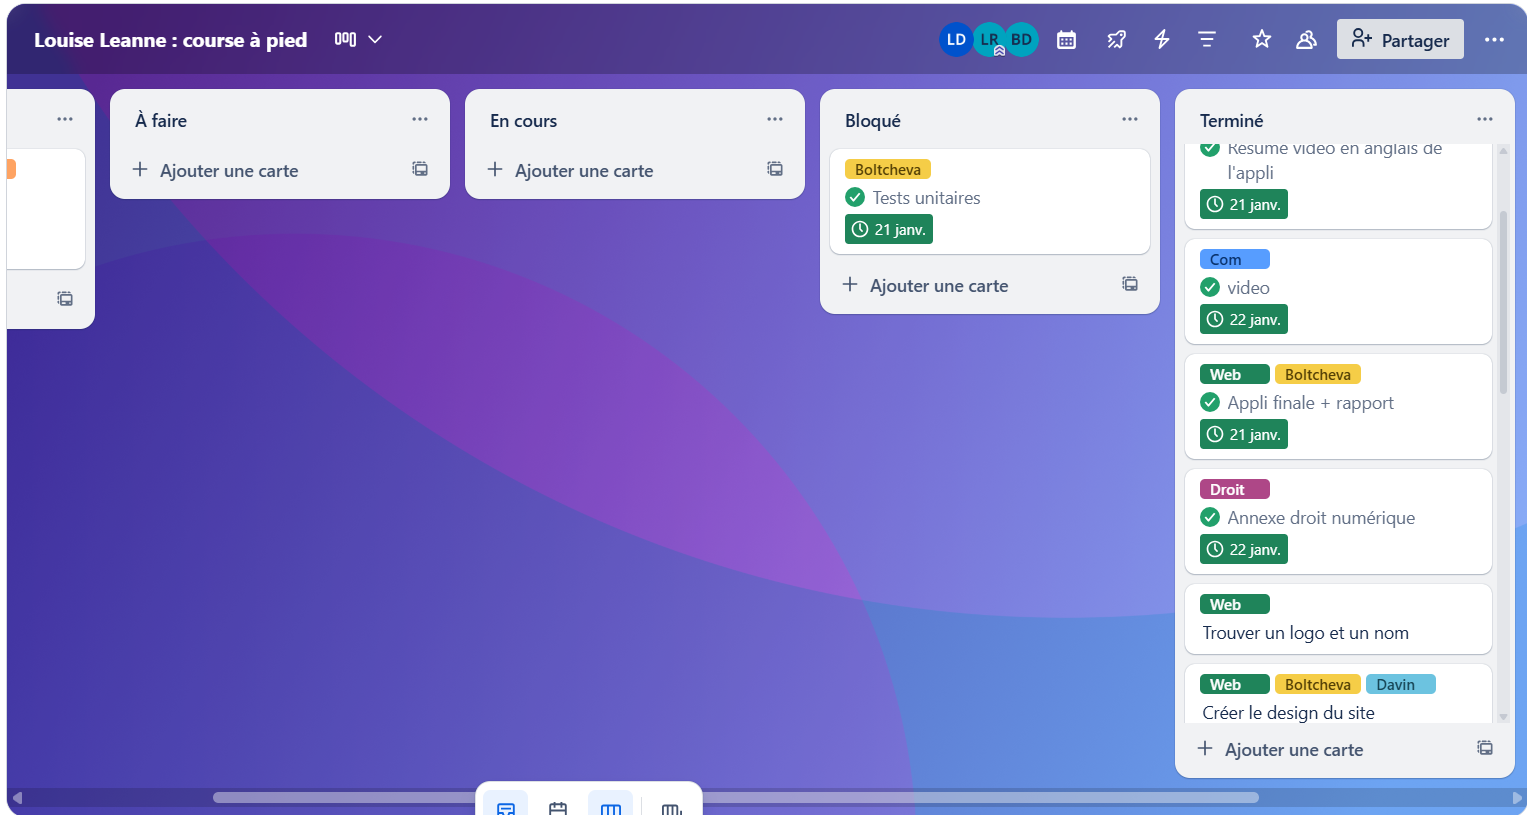 Louise Leanne : course à pied
LD
LR
BD
Partager
À faire
Ajouter une carte
En cours
Ajouter une carte
Bloqué
Boltcheva
Tests unitaires
21 janv.
Ajouter une carte
Terminé
Résumé vidéo en anglais de
l'appli
21 janv.
Com
video
22 janv.
Web Boltcheva
Appli finale + rapport
21 janv.
Droit
Annexe droit numérique
22 janv.
Web
Trouver un logo et un nom
Web Boltcheva Davin
Créer le design du site
Ajouter une carte